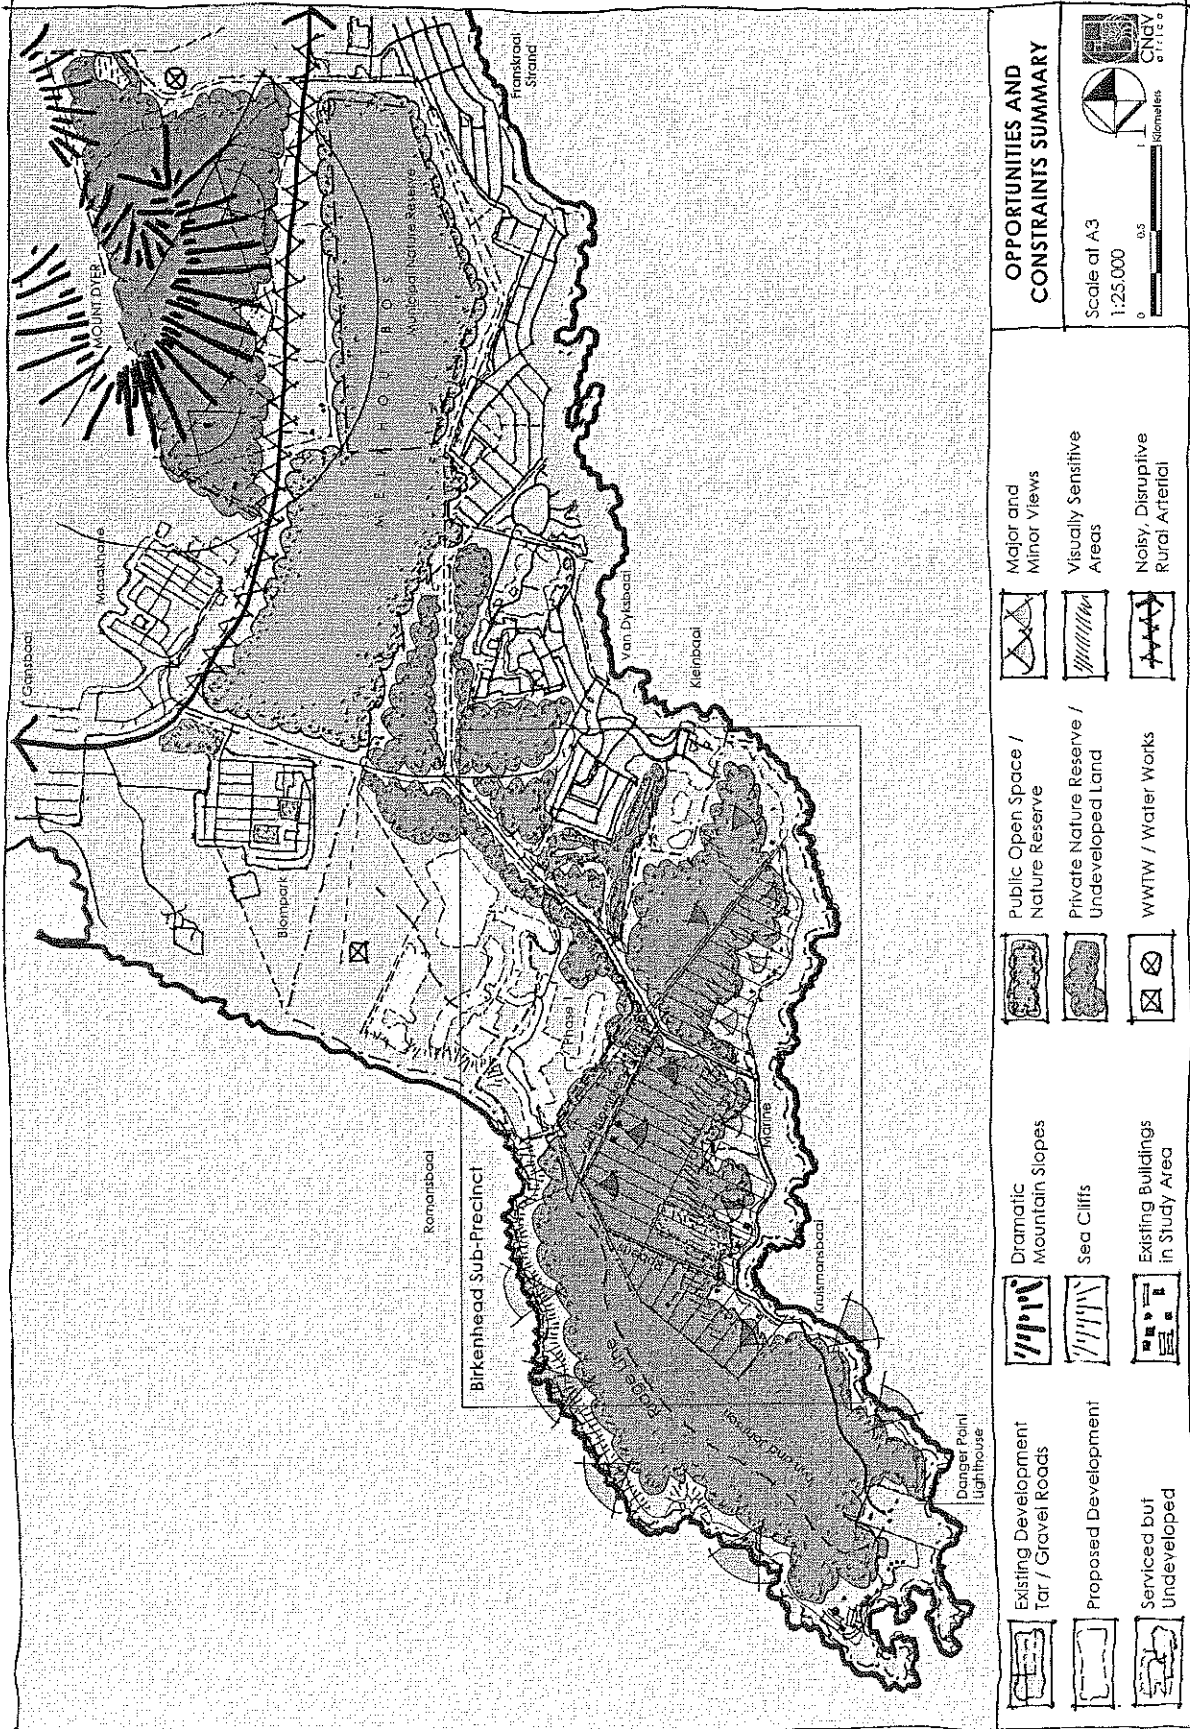 Gansbaai
Masakhane
MOUNT DYER
Franskraal
Strand
Municipal Nature Reserve
Blompark
Van Dyksbaai
Kleinbaai
Romansbaai
Phase 1
Birkenhead Sub-Precinct
Marine
Kruismansbaai
Ridge Line
Danger Point
Lighthouse
OPPORTUNITIES AND
CONSTRAINTS SUMMARY
Scale at A3
1:25.000
0 0.5 1
Kilometers
CNdV
africa
Existing Development
Tar / Gravel Roads
Proposed Development
Serviced but
Undeveloped
Dramatic
Mountain Slopes
Sea Cliffs
Existing Buildings
in Study Area
Public Open Space /
Nature Reserve
Private Nature Reserve /
Undeveloped Land
WWTW / Water Works
Major and
Minor Views
Visually Sensitive
Areas
Noisy, Disruptive
Rural Arterial